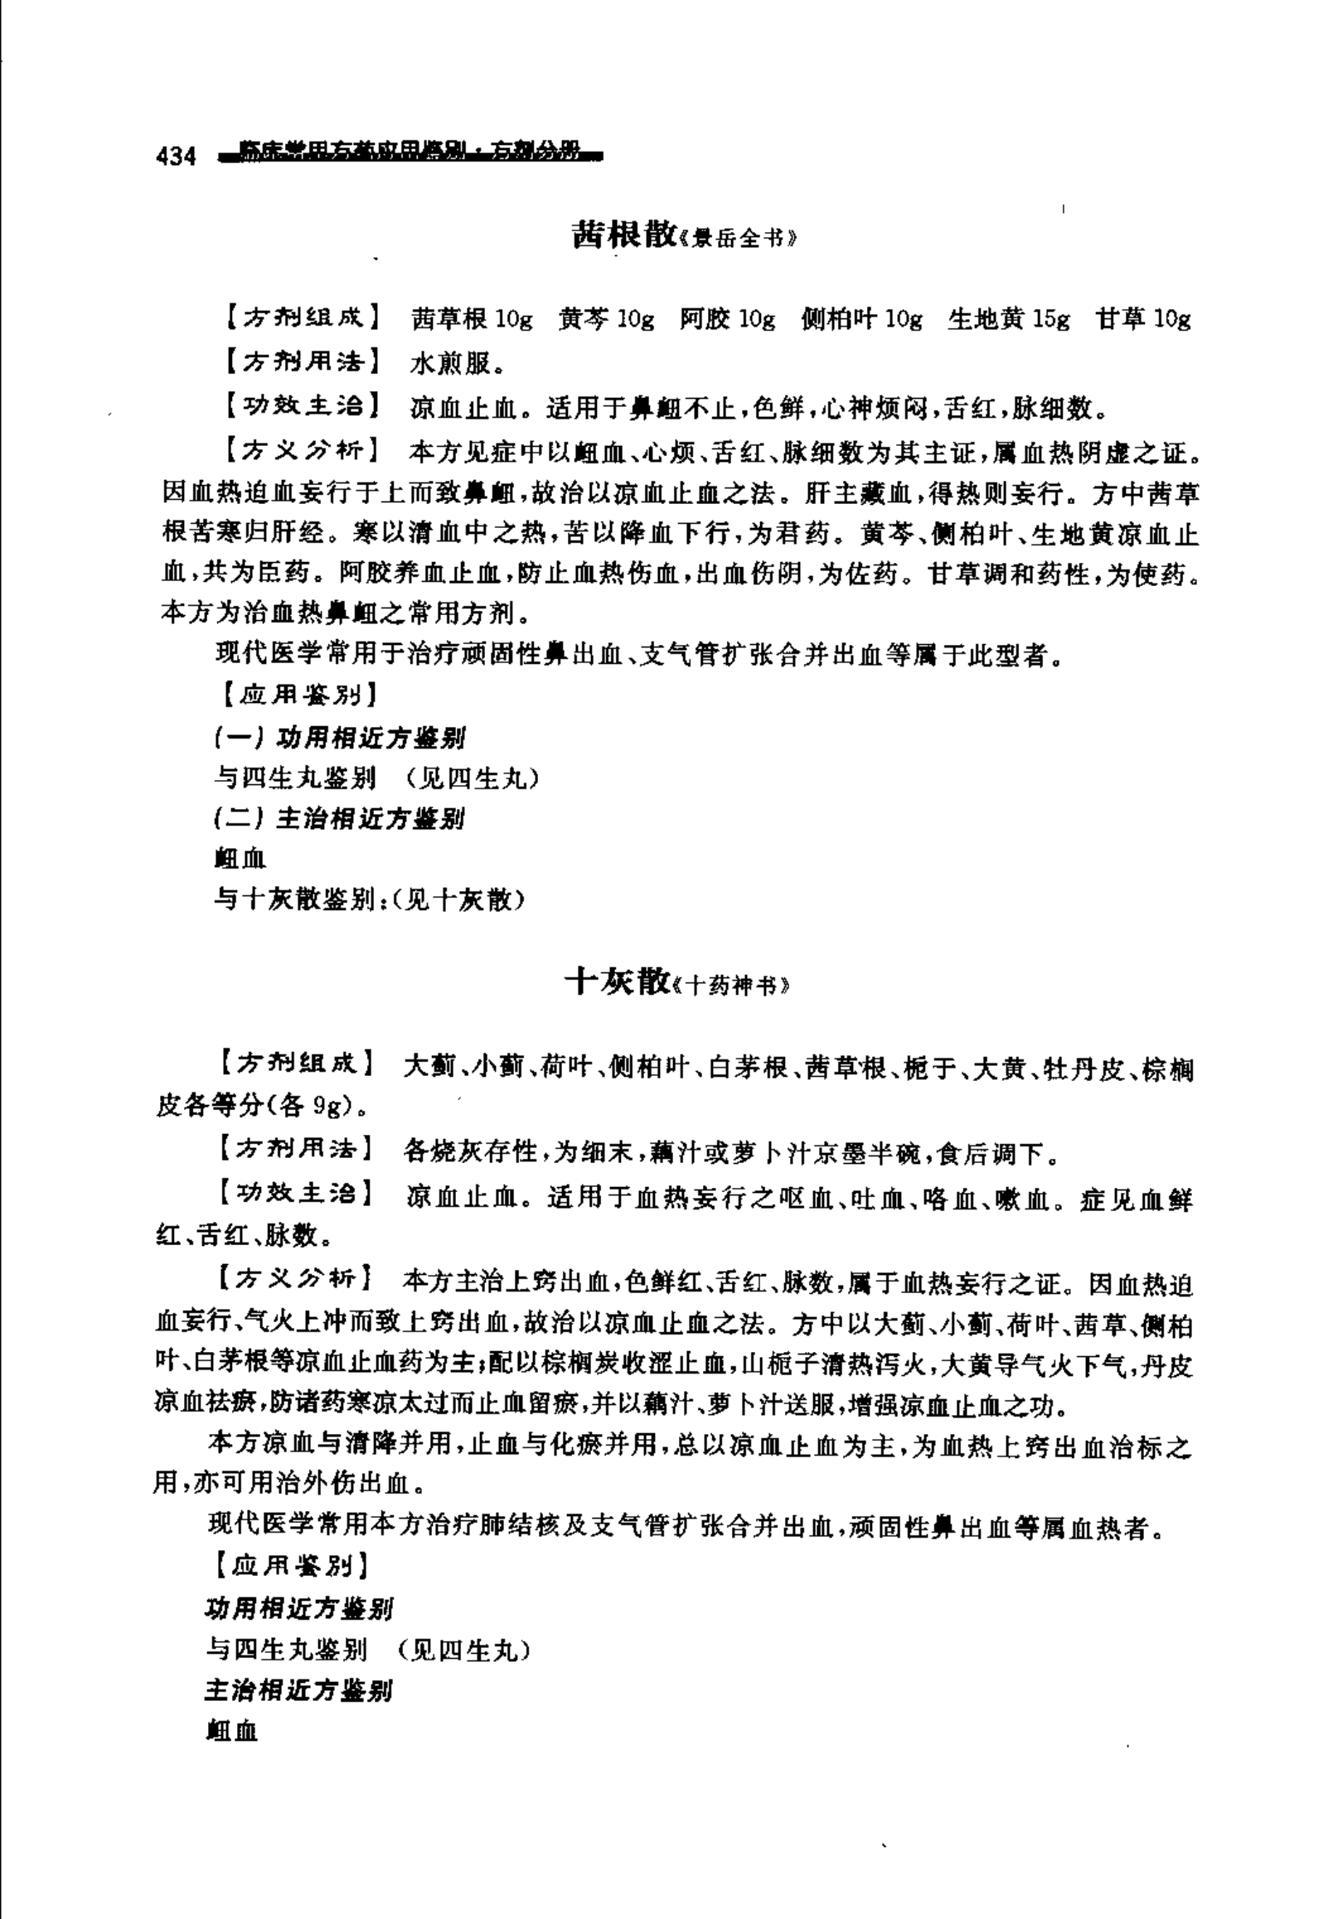 434 临床常用方药应用鉴别·方剂分册
茜根散《景岳全书》
【方剂组成】 茜草根10g 黄芩10g 阿胶10g 侧柏叶10g 生地黄15g 甘草10g
【方剂用法】 水煎服。
【功效主治】 凉血止血。适用于鼻衄不止,色鲜,心神烦闷,舌红,脉细数。
【方义分析】 本方见症中以衄血、心烦、舌红、脉细数为其主证,属血热阴虚之证。
因血热迫血妄行于上而致鼻衄,故治以凉血止血之法。肝主藏血,得热则妄行。方中茜草
根苦寒归肝经。寒以清血中之热,苦以降血下行,为君药。黄芩、侧柏叶、生地黄凉血止
血,共为臣药。阿胶养血止血,防止血热伤血,出血伤阴,为佐药。甘草调和药性,为使药。
本方为治血热鼻衄之常用方剂。
现代医学常用于治疗顽固性鼻出血、支气管扩张合并出血等属于此型者。
【应用鉴别】
(一)功用相近方鉴别
与四生丸鉴别 (见四生丸)
(二)主治相近方鉴别
衄血
与十灰散鉴别:(见十灰散)
十灰散《十药神书》
【方剂组成】 大蓟、小蓟、荷叶、侧柏叶、白茅根、茜草根、栀于、大黄、牡丹皮、棕榈
皮各等分(各9g)。
【方剂用法】 各烧灰存性,为细末,藕汁或萝卜汁京墨半碗,食后调下。
【功效主治】 凉血止血。适用于血热妄行之呕血、吐血、咯血、嗽血。症见血鲜
红、舌红、脉数。
【方义分析】 本方主治上窍出血,色鲜红、舌红、脉数,属于血热妄行之证。因血热迫
血妄行、气火上冲而致上窍出血,故治以凉血止血之法。方中以大蓟、小蓟、荷叶、茜草、侧柏
叶、白茅根等凉血止血药为主;配以棕榈炭收涩止血,山栀子清热泻火,大黄导气火下气,丹皮
凉血祛瘀,防诸药寒凉太过而止血留瘀,并以藕汁、萝卜汁送服,增强凉血止血之功。
本方凉血与清降并用,止血与化瘀并用,总以凉血止血为主,为血热上窍出血治标之
用,亦可用治外伤出血。
现代医学常用本方治疗肺结核及支气管扩张合并出血,顽固性鼻出血等属血热者。
【应用鉴别】
功用相近方鉴别
与四生丸鉴别 (见四生丸)
主治相近方鉴别
衄血